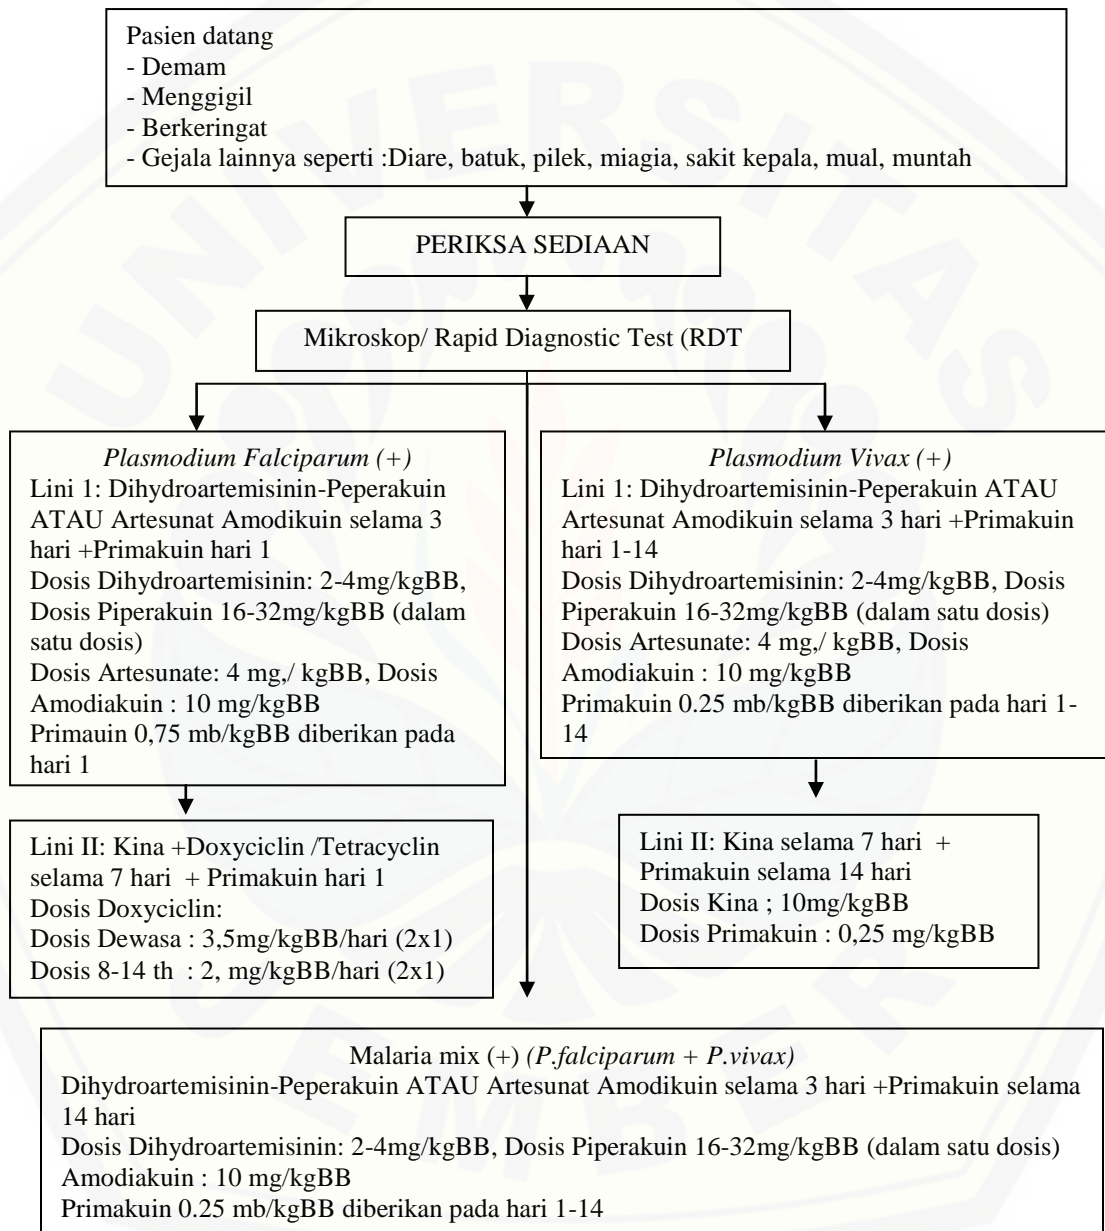 Pasien datang
- Demam
- Menggigil
- Berkeringat
- Gejala lainnya seperti :Diare, batuk, pilek, miagia, sakit kepala, mual, muntah
PERIKSA SEDIAAN
Mikroskop/ Rapid Diagnostic Test (RDT
Plasmodium Falciparum (+)
Lini 1: Dihydroartemisinin-Peperakuin
ATAU Artesunat Amodikuin selama 3
hari +Primakuin hari 1
Dosis Dihydroartemisinin: 2-4mg/kgBB,
Dosis Piperakuin 16-32mg/kgBB (dalam
satu dosis)
Dosis Artesunate: 4 mg,/ kgBB, Dosis
Amodiakuin : 10 mg/kgBB
Primauin 0,75 mb/kgBB diberikan pada
hari 1
Plasmodium Vivax (+)
Lini 1: Dihydroartemisinin-Peperakuin ATAU
Artesunat Amodikuin selama 3 hari +Primakuin
hari 1-14
Dosis Dihydroartemisinin: 2-4mg/kgBB, Dosis
Piperakuin 16-32mg/kgBB (dalam satu dosis)
Dosis Artesunate: 4 mg,/ kgBB, Dosis
Amodiakuin : 10 mg/kgBB
Primakuin 0.25 mb/kgBB diberikan pada hari 1-
14
Lini II: Kina +Doxyciclin /Tetracyclin
selama 7 hari + Primakuin hari 1
Dosis Doxyciclin:
Dosis Dewasa : 3,5mg/kgBB/hari (2x1)
Dosis 8-14 th : 2, mg/kgBB/hari (2x1)
Lini II: Kina selama 7 hari +
Primakuin selama 14 hari
Dosis Kina ; 10mg/kgBB
Dosis Primakuin : 0,25 mg/kgBB
Malaria mix (+) (P.falciparum + P.vivax)
Dihydroartemisinin-Peperakuin ATAU Artesunat Amodikuin selama 3 hari +Primakuin selama
14 hari
Dosis Dihydroartemisinin: 2-4mg/kgBB, Dosis Piperakuin 16-32mg/kgBB (dalam satu dosis)
Amodiakuin : 10 mg/kgBB
Primakuin 0.25 mb/kgBB diberikan pada hari 1-14
UNIVERSITAS
JEMBER